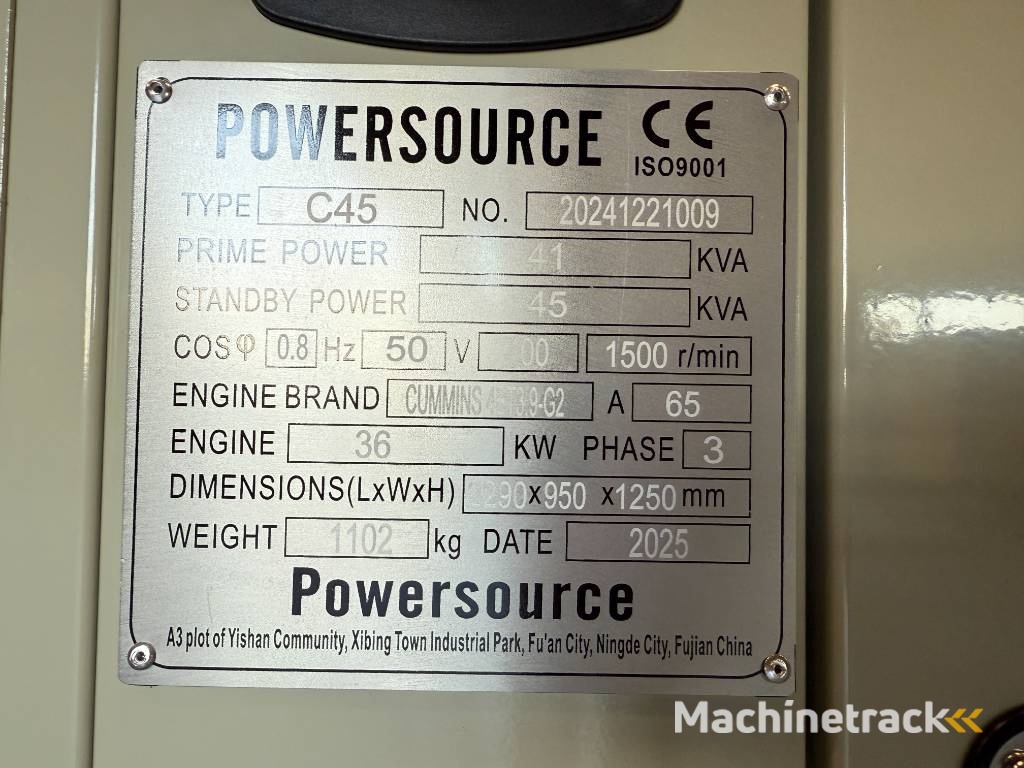 POWERSOURCE CE
ISO9001
TYPE C45 NO. 20241221009
PRIME POWER 41 KVA
STANDBY POWER 45 KVA
COSφ 0.8 Hz 50 V 1500 r/min
ENGINE BRAND CUMMINS A 65
ENGINE 36 KW PHASE 3
DIMENSIONS(LxWxH) x950 x1250 mm
WEIGHT 1102 kg DATE 2025
Powersource
A3 plot of Yishan Community, Xibing Town Industrial Park, Fu'an City, Ningde City, Fujian China
Machinetrack